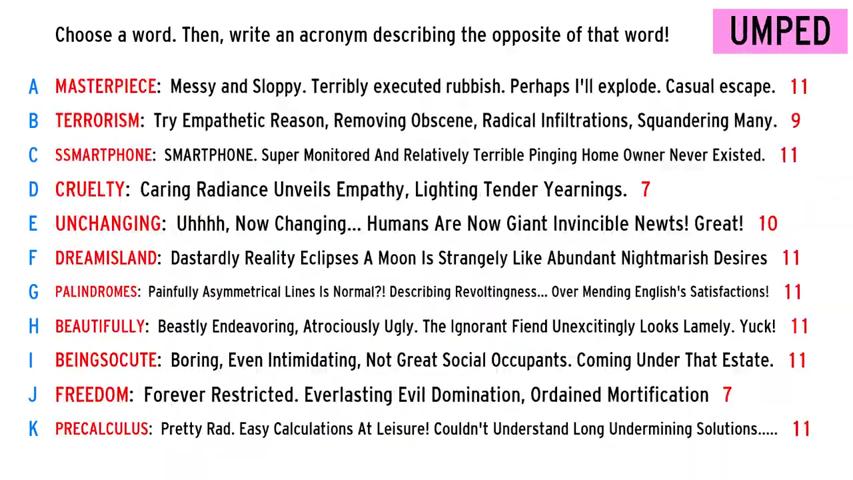 Choose a word. Then, write an acronym describing the opposite of that word!
UMPED
A MASTERPIECE: Messy and Sloppy. Terribly executed rubbish. Perhaps I'll explode. Casual escape. 11
B TERRORISM: Try Empathetic Reason, Removing Obscene, Radical Infiltrations, Squandering Many. 9
C SSMARTPHONE: SMARTPHONE. Super Monitored And Relatively Terrible Pinging Home Owner Never Existed. 11
D CRUELTY: Caring Radiance Unveils Empathy, Lighting Tender Yearnings. 7
E UNCHANGING: Uhhhh, Now Changing... Humans Are Now Giant Invincible Newts! Great! 10
F DREAMISLAND: Dastardly Reality Eclipses A Moon Is Strangely Like Abundant Nightmarish Desires 11
G PALINDROMES: Painfully Asymmetrical Lines Is Normal?! Describing Revoltingness... Over Mending English's Satisfactions! 11
H BEAUTIFULLY: Beastly Endeavoring, Atrociously Ugly. The Ignorant Fiend Unexcitingly Looks Lamely. Yuck! 11
I BEINGSOCUTE: Boring, Even Intimidating, Not Great Social Occupants. Coming Under That Estate. 11
J FREEDOM: Forever Restricted. Everlasting Evil Domination, Ordained Mortification 7
K PRECALCULUS: Pretty Rad. Easy Calculations At Leisure! Couldn't Understand Long Undermining Solutions..... 11